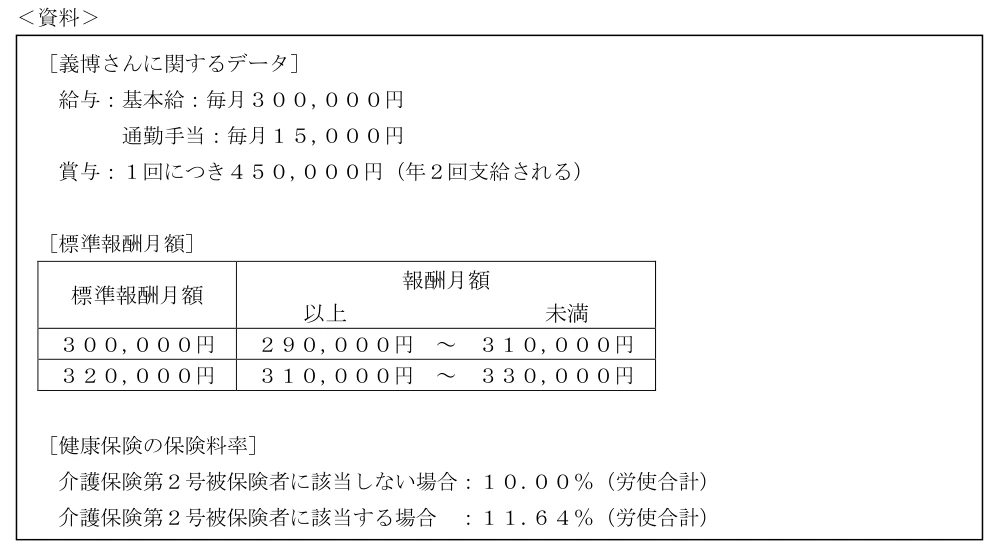 ＜資料＞
［義博さんに関するデータ］
給与：基本給：毎月３００,０００円
通勤手当：毎月１５,０００円
賞与：１回につき４５０,０００円（年２回支給される）
［標準報酬月額］
標準報酬月額 報酬月額
以上 未満
３００,０００円 ２９０,０００円 ～ ３１０,０００円
３２０,０００円 ３１０,０００円 ～ ３３０,０００円
［健康保険の保険料率］
介護保険第２号被保険者に該当しない場合：１０.００％（労使合計）
介護保険第２号被保険者に該当する場合 ：１１.６４％（労使合計）